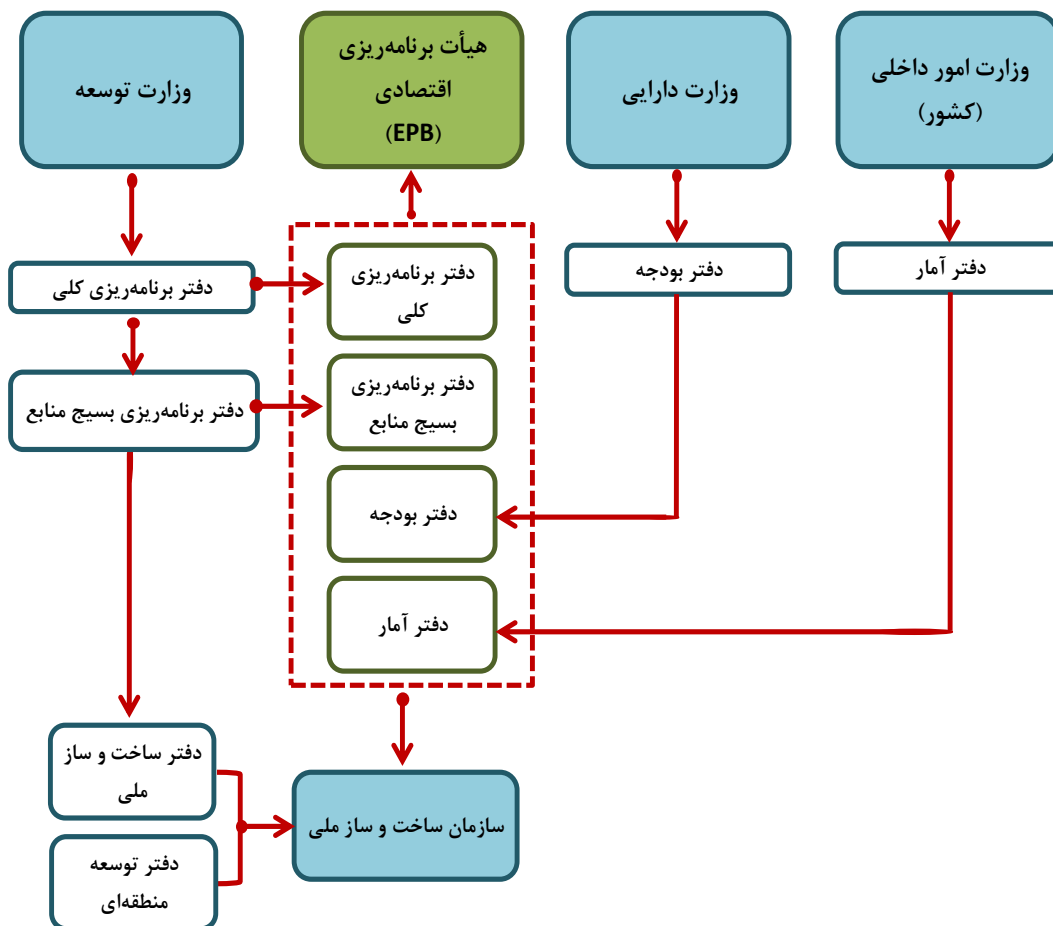 وزارت امور داخلی
(کشور)
وزارت دارایی
هیأت برنامه‌ریزی
اقتصادی
(EPB)
وزارت توسعه
دفتر آمار
دفتر بودجه
دفتر برنامه‌ریزی
کلی
دفتر برنامه‌ریزی کلی
دفتر برنامه‌ریزی
بسیج منابع
دفتر برنامه‌ریزی بسیج منابع
دفتر بودجه
دفتر آمار
دفتر ساخت و ساز
ملی
سازمان ساخت و ساز ملی
دفتر توسعه
منطقه‌ای